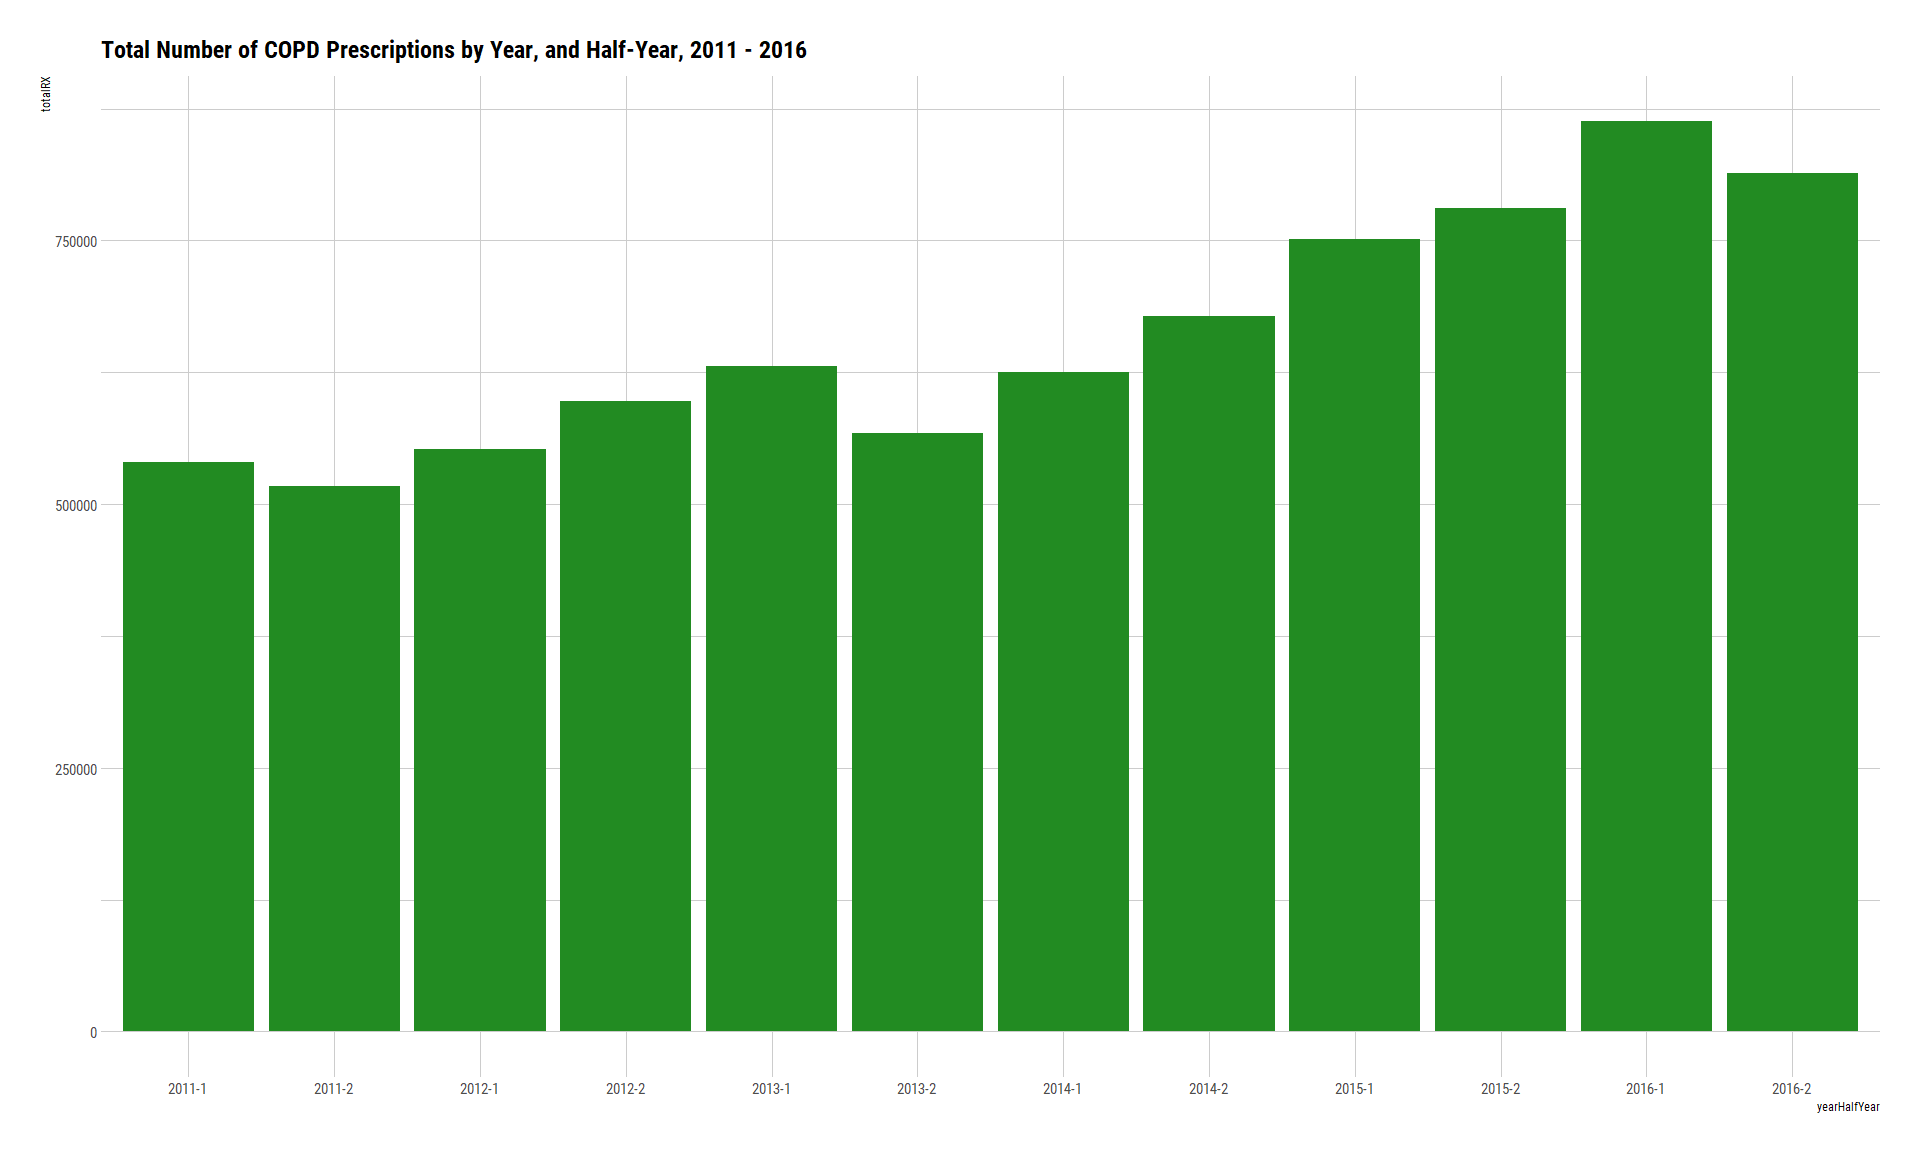 Total Number of COPD Prescriptions by Year, and Half-Year, 2011 - 2016
totalRX
750000
500000
250000
0
2011-1 2011-2 2012-1 2012-2 2013-1 2013-2 2014-1 2014-2 2015-1 2015-2 2016-1 2016-2
yearHalfYear